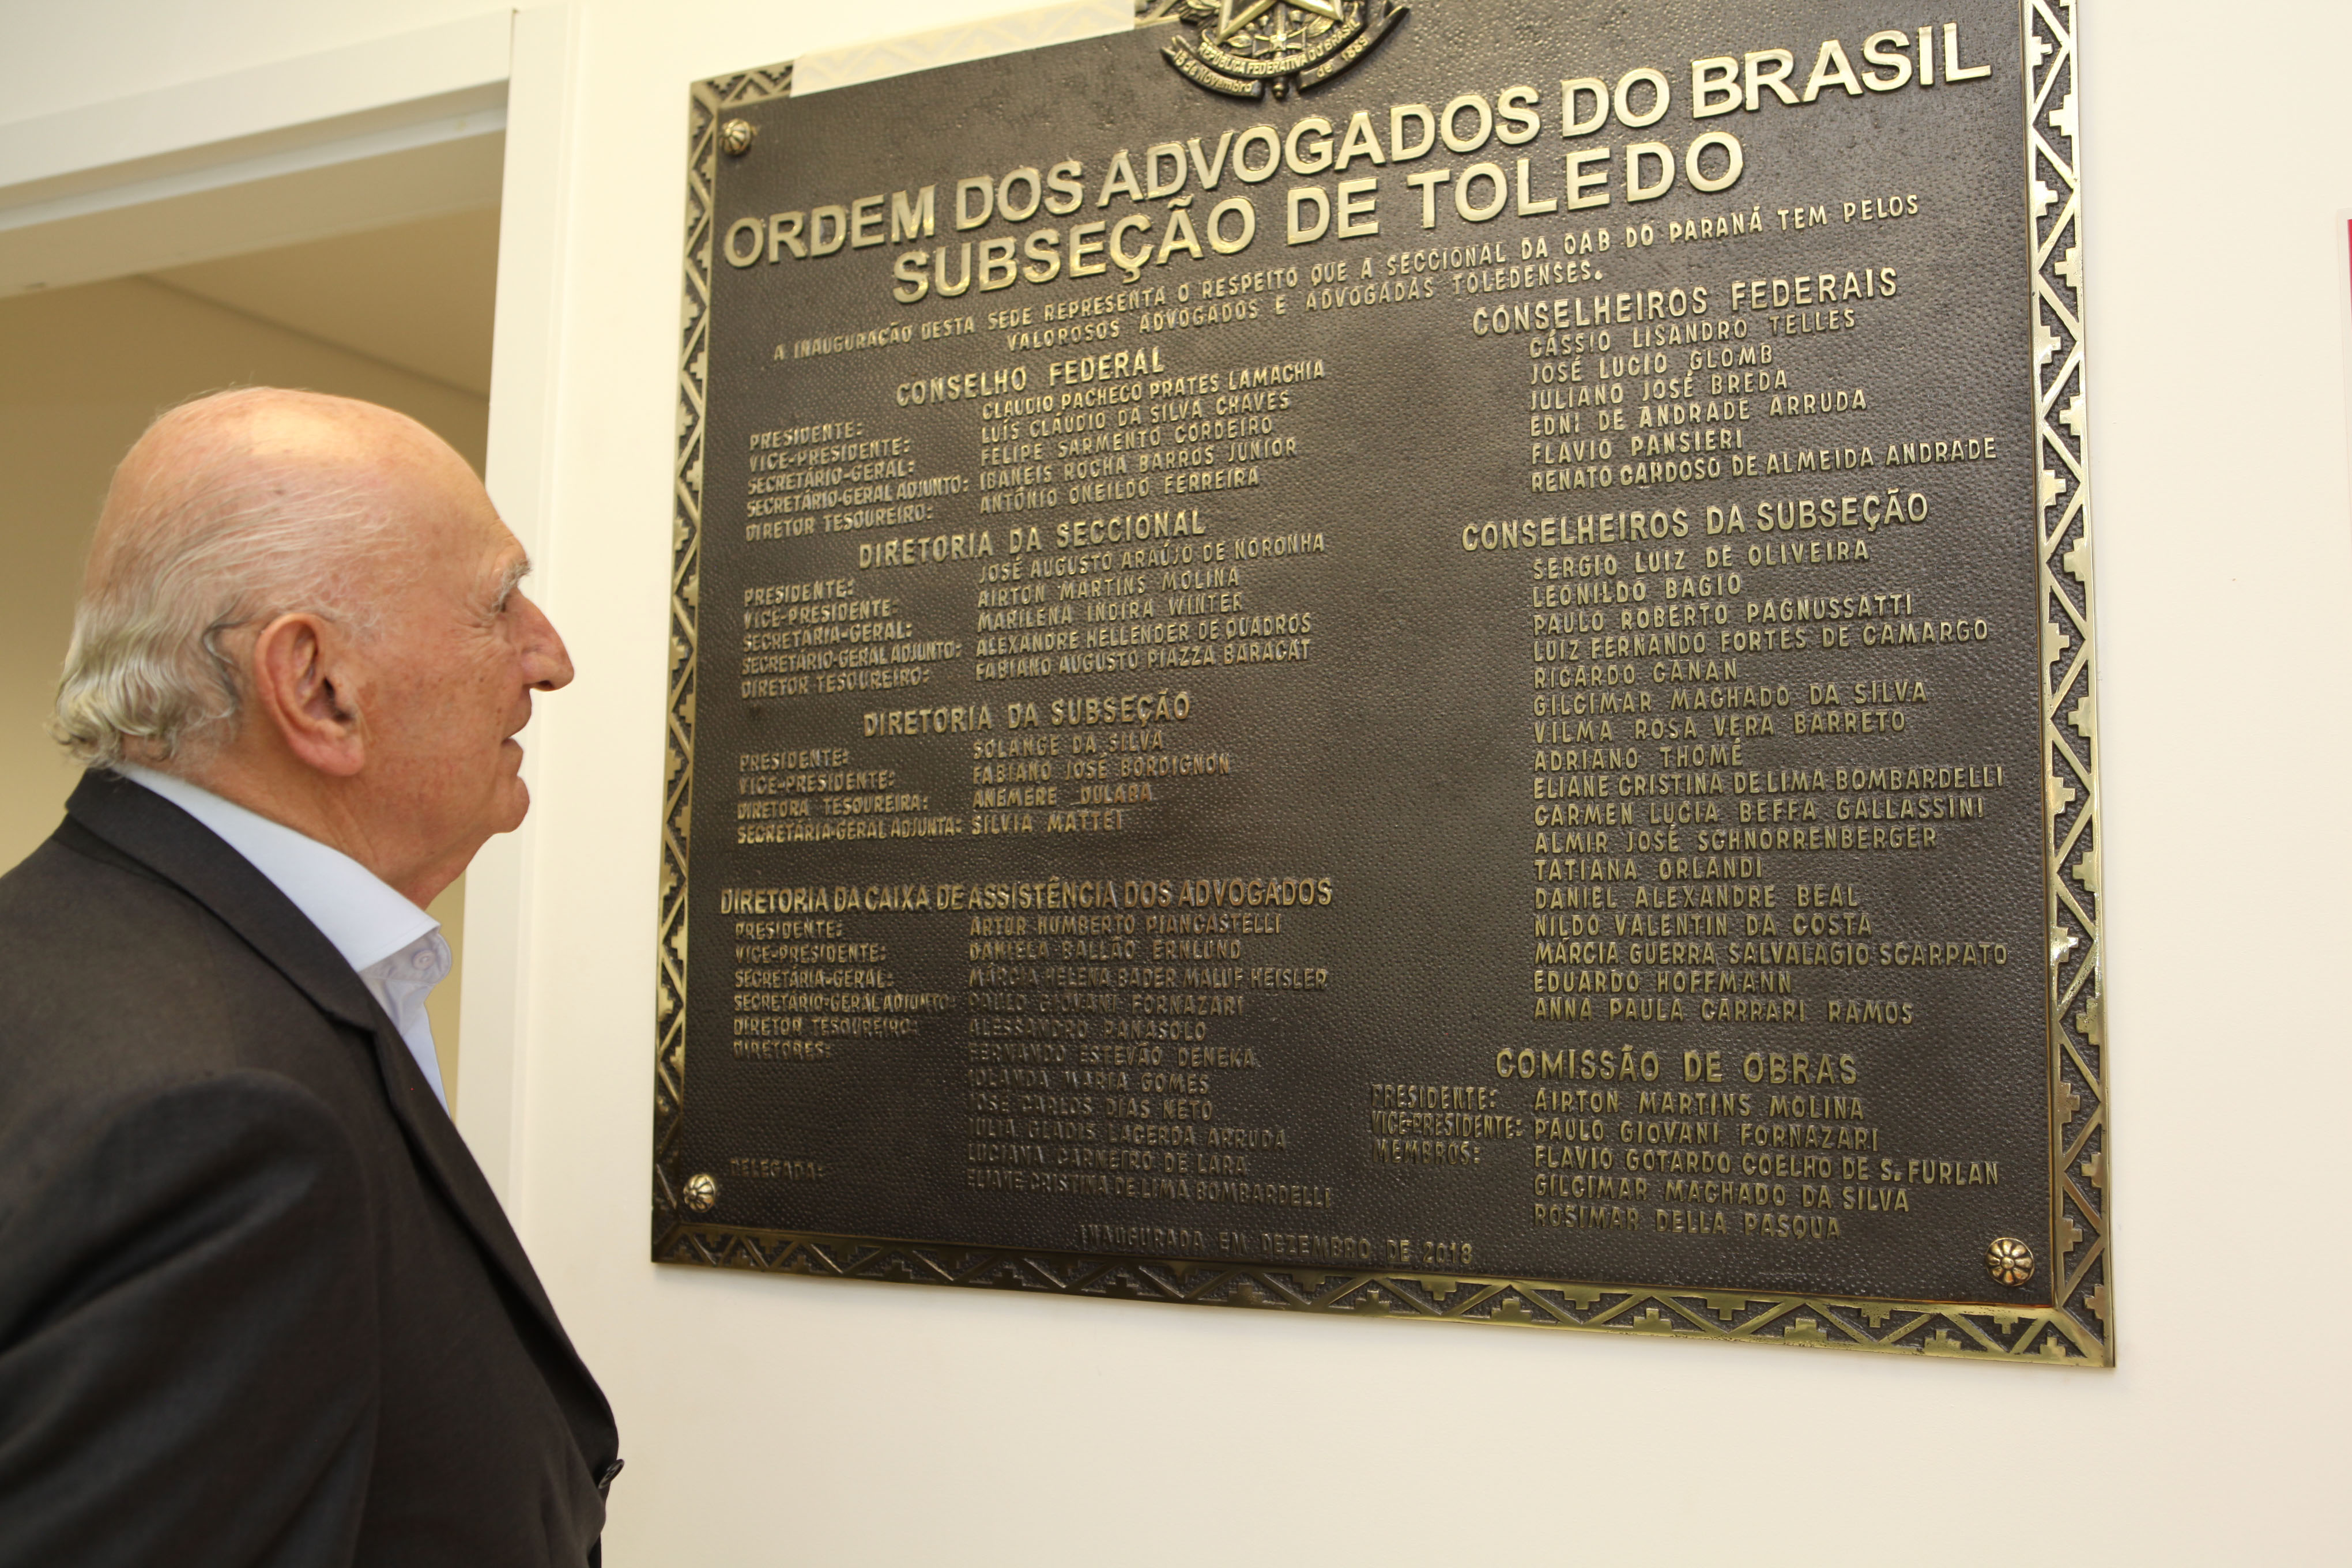 REPÚBLICA FEDERATIVA DO BRASIL
15 de Novembro de 1889
ORDEM DOS ADVOGADOS DO BRASIL
SUBSEÇÃO DE TOLEDO
A INAUGURAÇÃO DESTA SEDE REPRESENTA O RESPEITO QUE A SECCIONAL DA OAB DO PARANÁ TEM PELOS
VALOROSOS ADVOGADOS E ADVOGADAS TOLEDENSES.
CONSELHO FEDERAL
PRESIDENTE: CLAUDIO PACHECO PRATES LAMACHIA
VICE-PRESIDENTE: LUÍS CLÁUDIO DA SILVA CHAVES
SECRETÁRIO-GERAL: FELIPE SARMENTO CORDEIRO
SECRETÁRIO-GERAL ADJUNTO: IBANEIS ROCHA BARROS JUNIOR
DIRETOR TESOUREIRO: ANTÔNIO ONEILDO FERREIRA
DIRETORIA DA SECCIONAL
PRESIDENTE: JOSÉ AUGUSTO ARAÚJO DE NORONHA
VICE-PRESIDENTE: AIRTON MARTINS MOLINA
SECRETÁRIA-GERAL: MARILENA INDIRA WINTER
SECRETÁRIO-GERAL ADJUNTO: ALEXANDRE HELLENDER DE QUADROS
DIRETOR TESOUREIRO: FABIANO AUGUSTO PIAZZA BARACAT
DIRETORIA DA SUBSEÇÃO
PRESIDENTE: SOLANGE DA SILVA
VICE-PRESIDENTE: FABIANO JOSÉ BORDIGNON
DIRETORA TESOUREIRA: ANEMERE DULABA
SECRETÁRIA-GERAL ADJUNTA: SILVIA MATTEI
DIRETORIA DA CAIXA DE ASSISTÊNCIA DOS ADVOGADOS
PRESIDENTE: ARTUR HUMBERTO PIANCASTELLI
VICE-PRESIDENTE: DANIELA BALLÃO ERNLUND
SECRETÁRIA-GERAL: MÁRCIA HELENA BADER MALUF HEISLER
SECRETÁRIO-GERAL ADJUNTO: PAULO GIOVANI FORNAZARI
DIRETOR TESOUREIRO: ALESSANDRO PANASOLO
DIRETORES: FERNANDO ESTEVÃO DENEKA
IOLANDA MARIA GOMES
JOSÉ CARLOS DIAS NETO
JULIA GLADIS LACERDA ARRUDA
LUCIANA CARNEIRO DE LARA
DELEGADA: ELIANE CRISTINA DE LIMA BOMBARDELLI
CONSELHEIROS FEDERAIS
CÁSSIO LISANDRO TELLES
JOSÉ LUCIO GLOMB
JULIANO JOSÉ BREDA
EDNI DE ANDRADE ARRUDA
FLAVIO PANSIERI
RENATO CARDOSO DE ALMEIDA ANDRADE
CONSELHEIROS DA SUBSEÇÃO
SERGIO LUIZ DE OLIVEIRA
LEONILDO BAGIO
PAULO ROBERTO PAGNUSSATTI
LUIZ FERNANDO FORTES DE CAMARGO
RICARDO CANAN
GILCIMAR MACHADO DA SILVA
VILMA ROSA VERA BARRETO
ADRIANO THOMÉ
ELIANE CRISTINA DE LIMA BOMBARDELLI
CARMEN LUCIA BEFFA GALLASSINI
ALMIR JOSÉ SCHNORRENBERGER
TATIANA ORLANDI
DANIEL ALEXANDRE BEAL
NILDO VALENTIN DA COSTA
MÁRCIA GUERRA SALVALAGIO SCARPATO
EDUARDO HOFFMANN
ANNA PAULA CARRARI RAMOS
COMISSÃO DE OBRAS
PRESIDENTE: AIRTON MARTINS MOLINA
VICE-PRESIDENTE: PAULO GIOVANI FORNAZARI
MEMBROS: FLAVIO GOTARDO COELHO DE S. FURLAN
GILCIMAR MACHADO DA SILVA
ROSIMAR DELLA PASQUA
INAUGURADA EM DEZEMBRO DE 2018